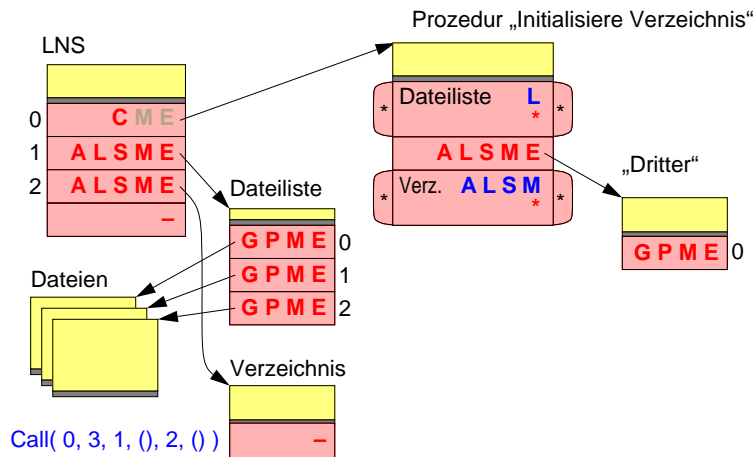 Prozedur „Initialisiere Verzeichnis“
LNS
0 C M E
1 A L S M E
2 A L S M E
–
* Dateiliste L *
*
A L S M E
* Verz. A L S M *
*
„Dritter“
G P M E 0
Dateiliste
G P M E 0
G P M E 1
G P M E 2
Dateien
Verzeichnis
–
Call( 0, 3, 1, (), 2, () )